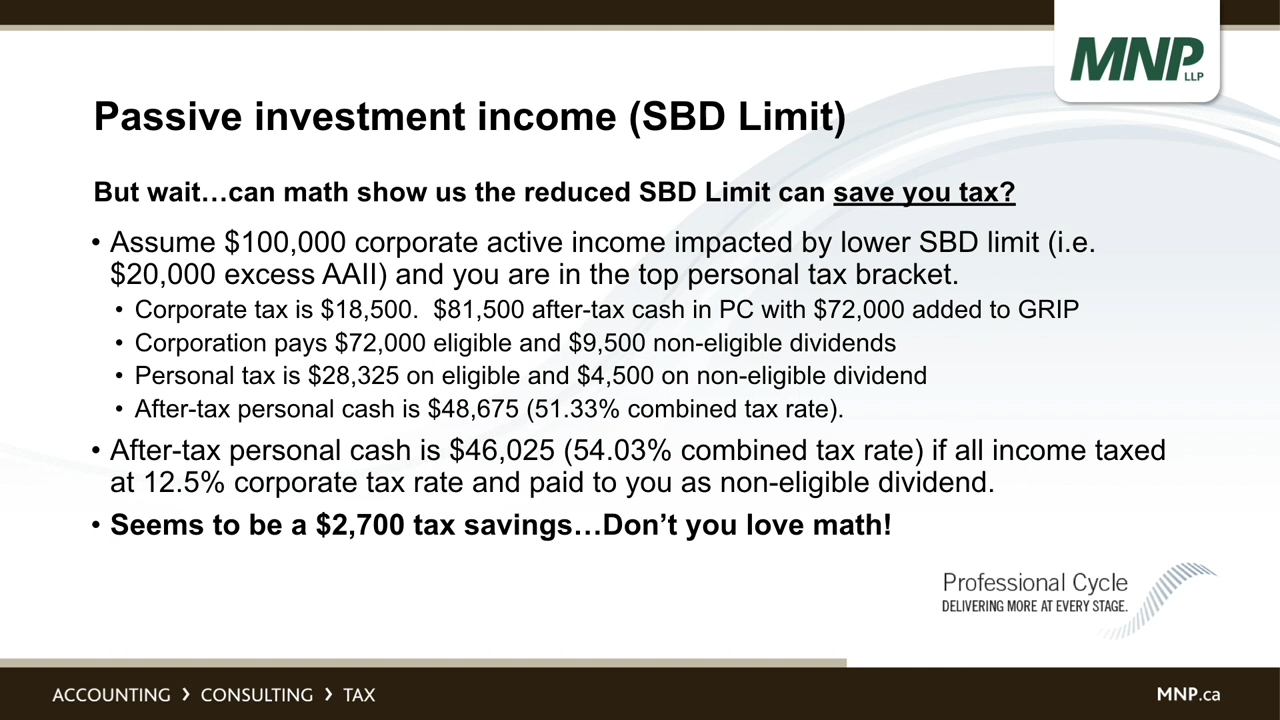 MNP
LLP
Passive investment income (SBD Limit)
But wait…can math show us the reduced SBD Limit can save you tax?
• Assume $100,000 corporate active income impacted by lower SBD limit (i.e.
$20,000 excess AAII) and you are in the top personal tax bracket.
• Corporate tax is $18,500.  $81,500 after-tax cash in PC with $72,000 added to GRIP
• Corporation pays $72,000 eligible and $9,500 non-eligible dividends
• Personal tax is $28,325 on eligible and $4,500 on non-eligible dividend
• After-tax personal cash is $48,675 (51.33% combined tax rate).
• After-tax personal cash is $46,025 (54.03% combined tax rate) if all income taxed
at 12.5% corporate tax rate and paid to you as non-eligible dividend.
• Seems to be a $2,700 tax savings…Don’t you love math!
Professional Cycle
DELIVERING MORE AT EVERY STAGE.
ACCOUNTING › CONSULTING › TAX
MNP.ca